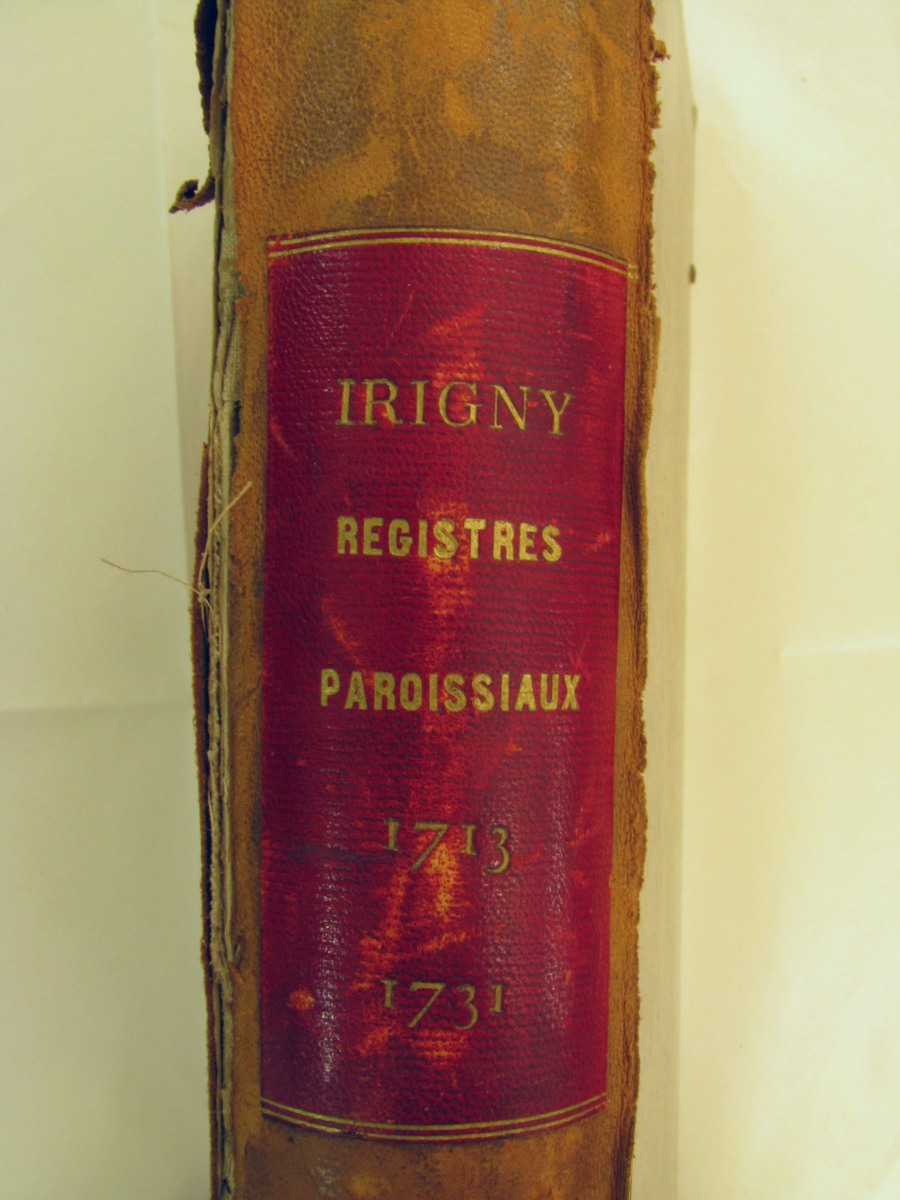 IRIGNY
REGISTRES
PAROISSIAUX
1713
1731